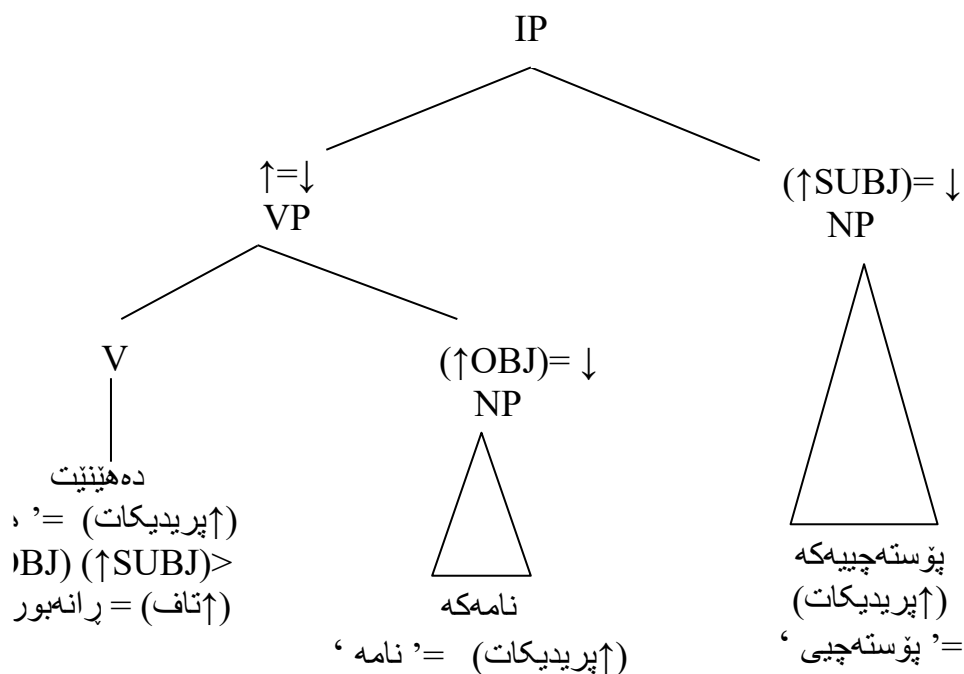 IP
↑=↓
VP
(↑SUBJ)= ↓
NP
V
(↑OBJ)= ↓
NP
دەهێنێت
(↑پریدیکات) =’
(↑SUBJ)>
(↑تاف) = ڕانەبور
نامەکە
(↑پریدیکات) =’ نامە ‘
پۆستەچییەکە
(↑پریدیکات)
=’ پۆستەچیی ‘